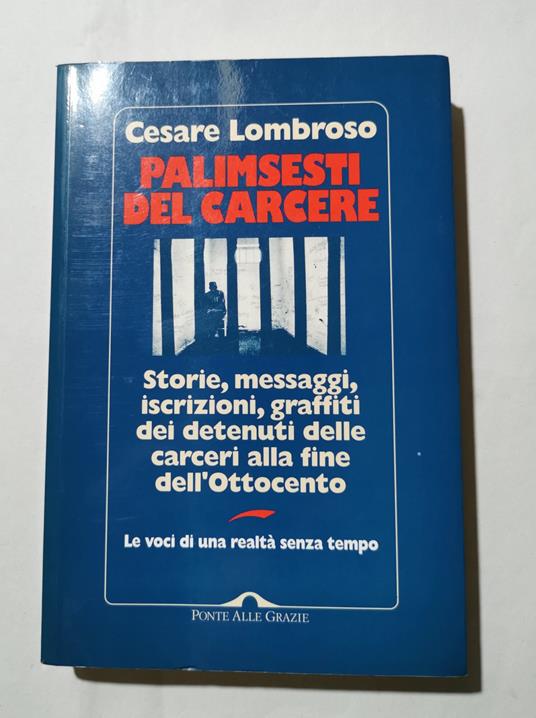 Cesare Lombroso
PALIMSESTI
DEL CARCERE
Storie, messaggi,
iscrizioni, graffiti
dei detenuti delle
carceri alla fine
dell'Ottocento
Le voci di una realtà senza tempo
PONTE ALLE GRAZIE